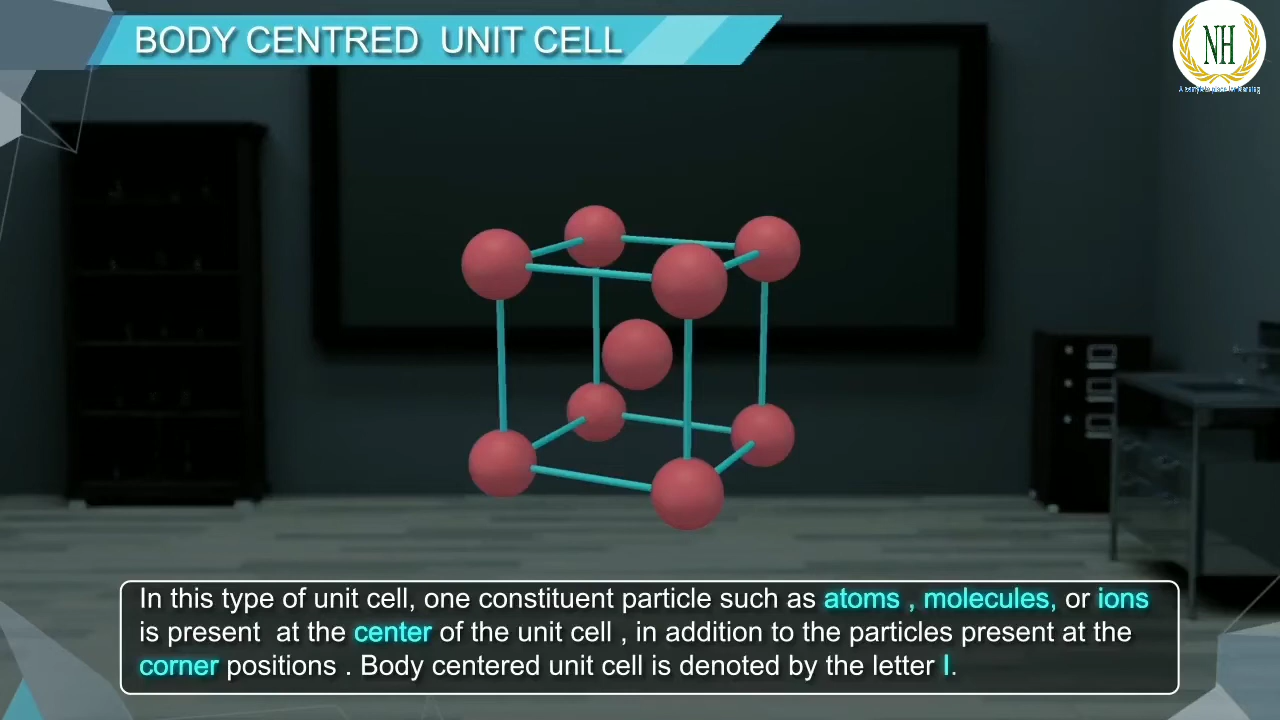 BODY CENTRED UNIT CELL
NH
In this type of unit cell, one constituent particle such as atoms , molecules, or ions
is present at the center of the unit cell , in addition to the particles present at the
corner positions . Body centered unit cell is denoted by the letter I.